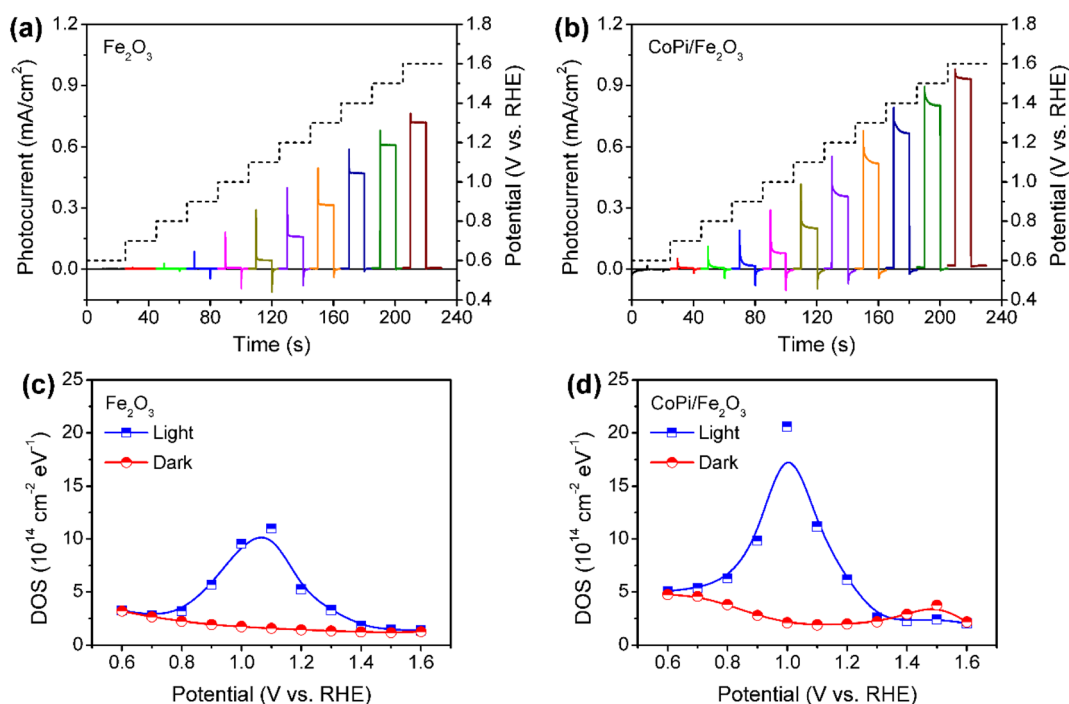 (a)
Fe₂O₃
Photocurrent (mA/cm²)
1.2
0.9
0.6
0.3
0.0
Potential (V vs. RHE)
1.8
1.6
1.4
1.2
1.0
0.8
0.6
0.4
0 40 80 120 160 200 240
Time (s)
(b)
CoPi/Fe₂O₃
Photocurrent (mA/cm²)
1.2
0.9
0.6
0.3
0.0
Potential (V vs. RHE)
1.8
1.6
1.4
1.2
1.0
0.8
0.6
0.4
0 40 80 120 160 200 240
Time (s)
(c)
Fe₂O₃
Light
Dark
DOS (10¹⁴ cm⁻² eV⁻¹)
25
20
15
10
5
0
0.6 0.8 1.0 1.2 1.4 1.6
Potential (V vs. RHE)
(d)
CoPi/Fe₂O₃
Light
Dark
DOS (10¹⁴ cm⁻² eV⁻¹)
25
20
15
10
5
0
0.6 0.8 1.0 1.2 1.4 1.6
Potential (V vs. RHE)